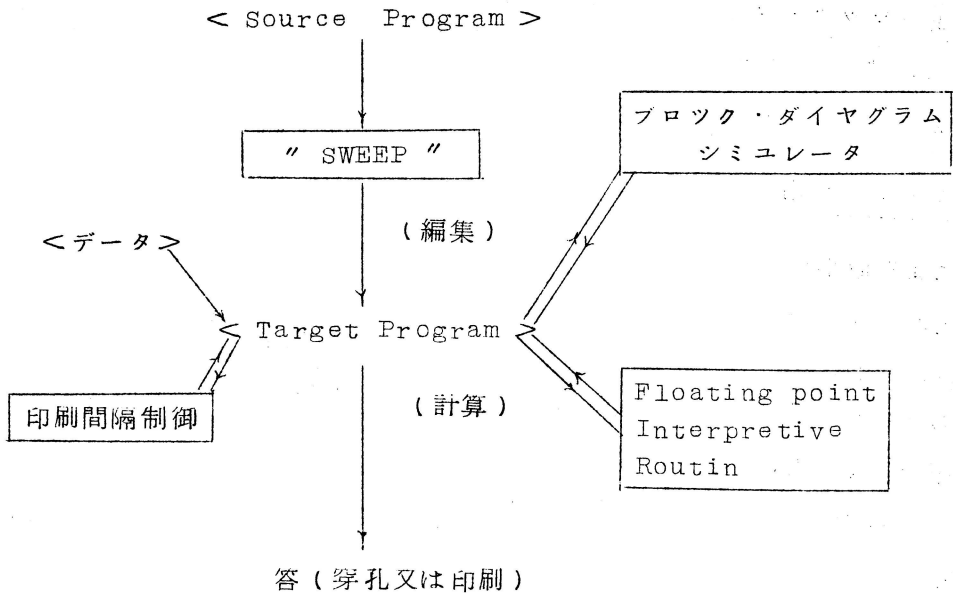 < Source Program >
" SWEEP "
ブロツク・ダイヤグラム
シミユレータ
(編集)
<データ>
< Target Program >
印刷間隔制御
(計算)
Floating point
Interpretive
Routin
答(穿孔又は印刷)